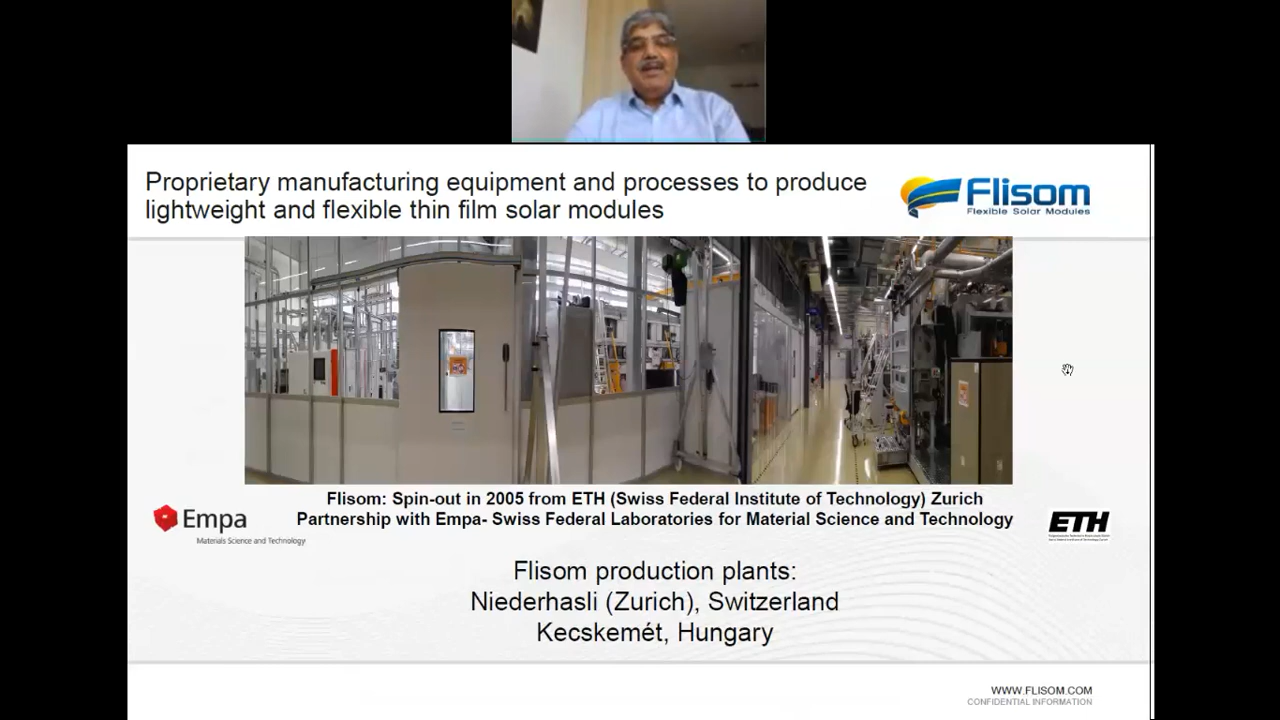 Proprietary manufacturing equipment and processes to produce
lightweight and flexible thin film solar modules
Flisom
Flexible Solar Modules
Flisom: Spin-out in 2005 from ETH (Swiss Federal Institute of Technology) Zurich
Partnership with Empa- Swiss Federal Laboratories for Material Science and Technology
Empa
Materials Science and Technology
ETH
Flisom production plants:
Niederhasli (Zurich), Switzerland
Kecskemét, Hungary
WWW.FLISOM.COM
CONFIDENTIAL INFORMATION